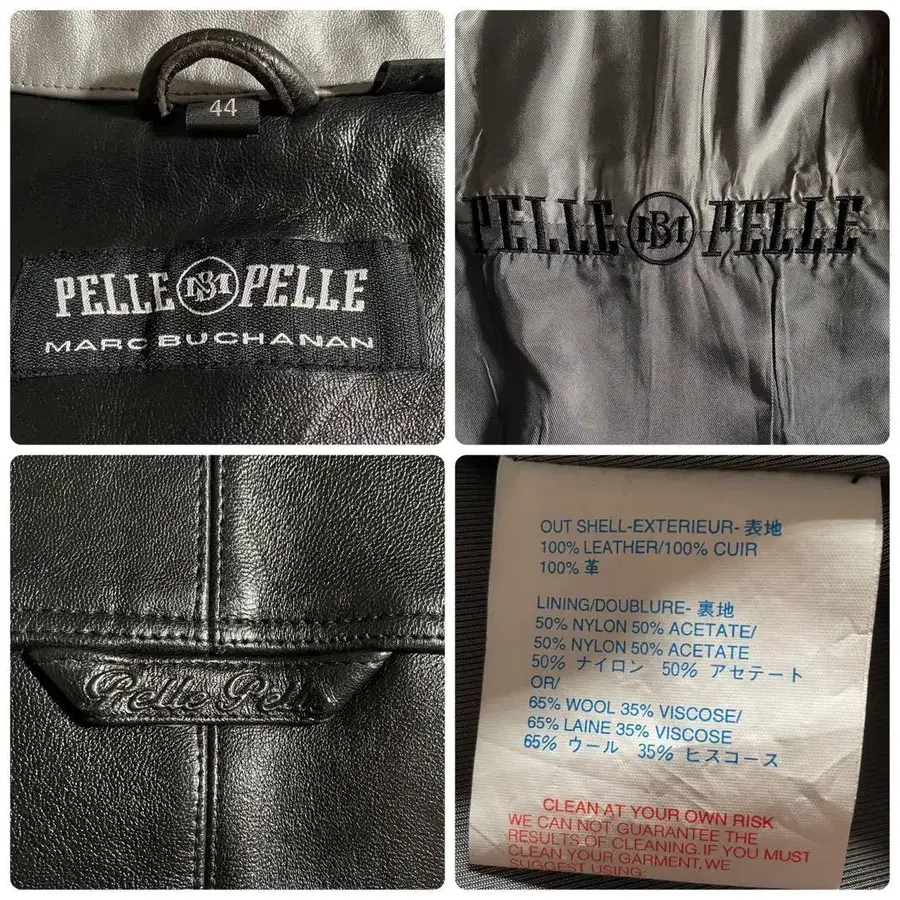 44
PELLE MB PELLE
MARC BUCHANAN
PELLE MB PELLE
Pelle Pelle
OUT SHELL-EXTERIEUR- 表地
100% LEATHER/100% CUIR
100% 革
LINING/DOUBLURE- 裏地
50% NYLON 50% ACETATE/
50% NYLON 50% ACETATE
50% ナイロン 50% アセテート
OR/
65% WOOL 35% VISCOSE/
65% LAINE 35% VISCOSE
65% ウール 35% ヒスコース
CLEAN AT YOUR OWN RISK
WE CAN NOT GUARANTEE THE
RESULTS OF CLEANING.IF YOU MUST
CLEAN YOUR GARMENT,WE
SUGGEST USING